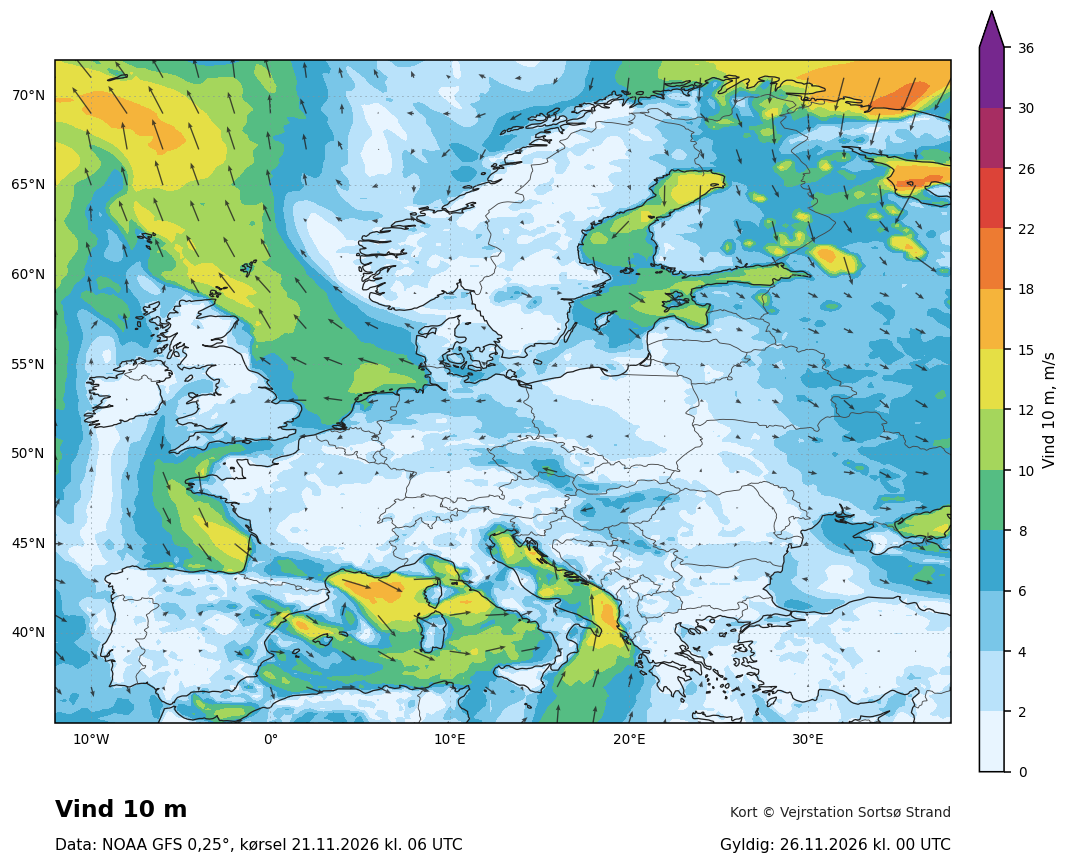 70°N
65°N
60°N
55°N
50°N
45°N
40°N
10°W
0°
10°E
20°E
30°E
36
30
26
22
18
15
12
10
8
6
4
2
0
Vind 10 m, m/s
Vind 10 m
Kort © Vejrstation Sortsø Strand
Data: NOAA GFS 0,25°, kørsel 21.11.2026 kl. 06 UTC
Gyldig: 26.11.2026 kl. 00 UTC